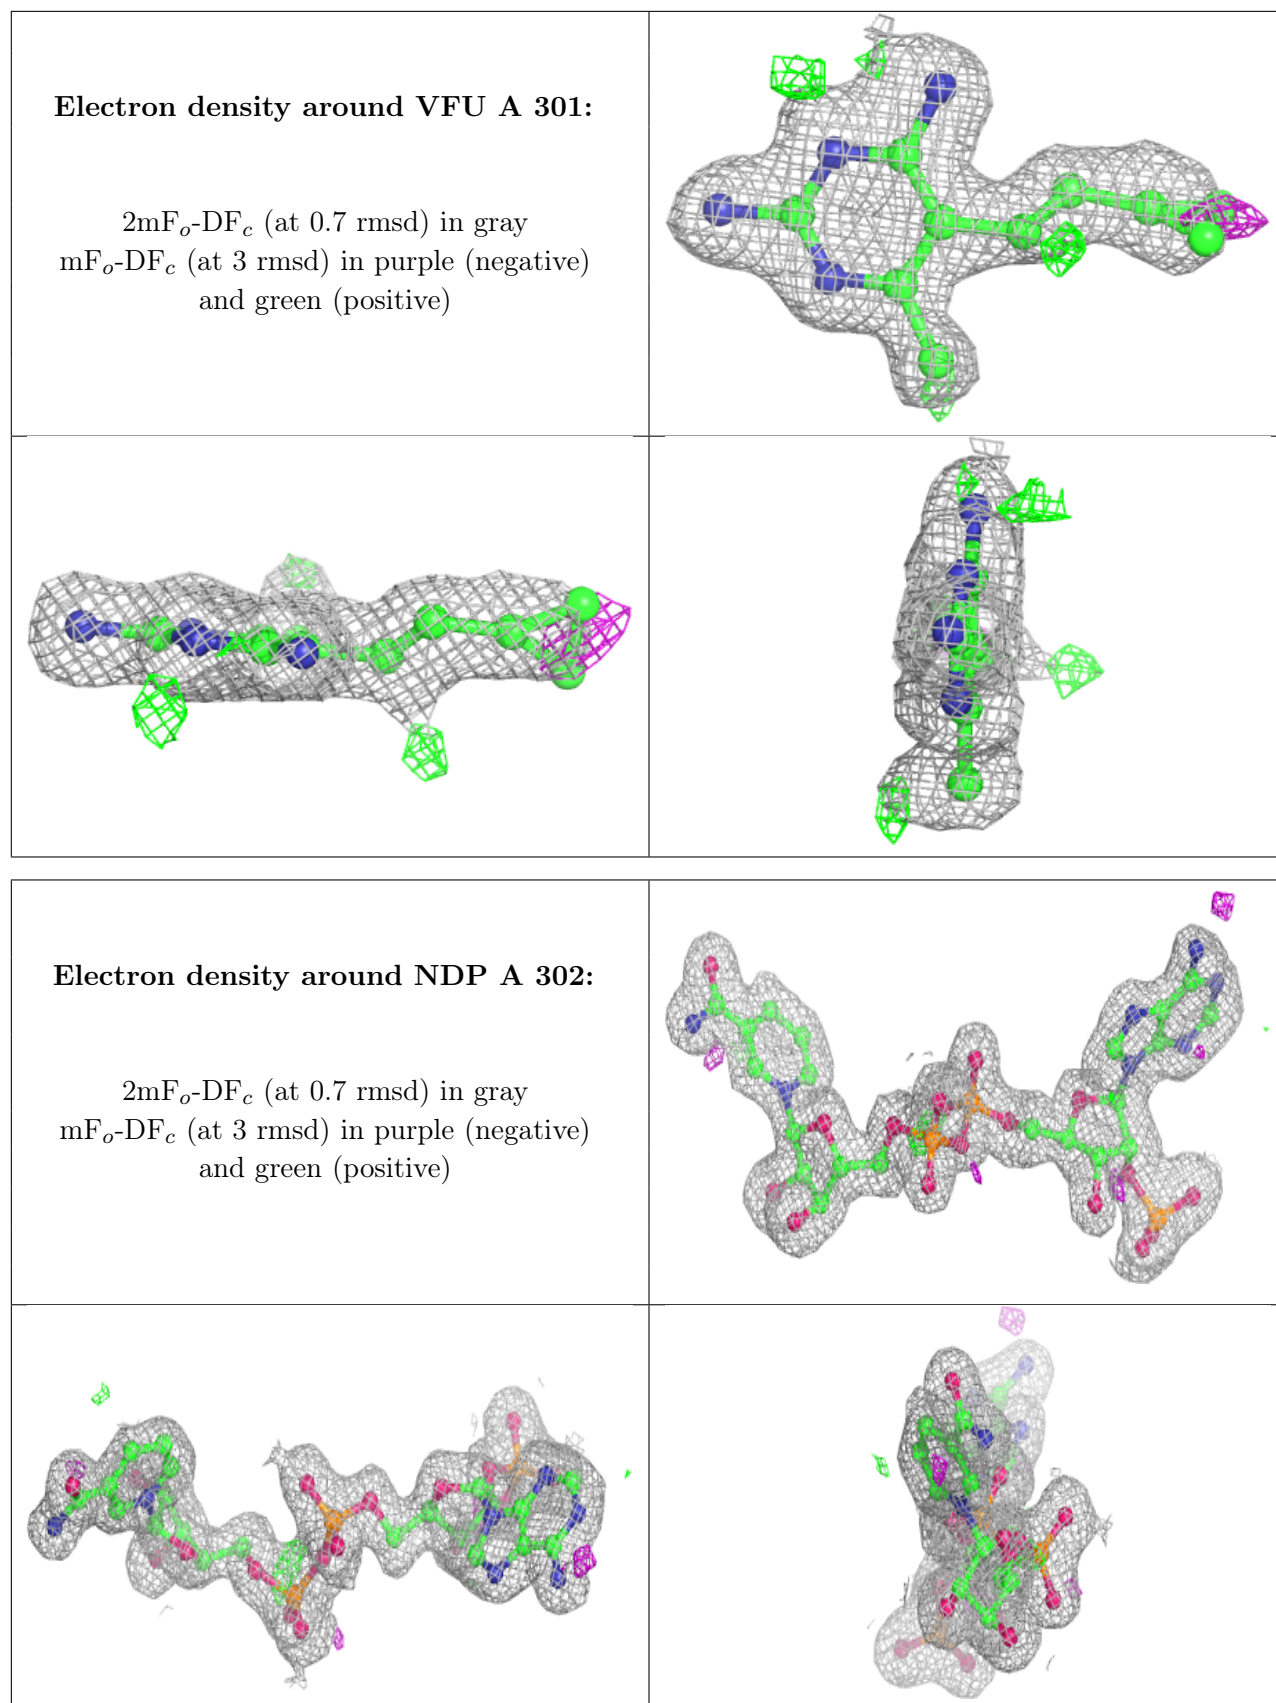 Electron density around VFU A 301:
2mFo-DFc (at 0.7 rmsd) in gray
mFo-DFc (at 3 rmsd) in purple (negative)
and green (positive)
Electron density around NDP A 302:
2mFo-DFc (at 0.7 rmsd) in gray
mFo-DFc (at 3 rmsd) in purple (negative)
and green (positive)